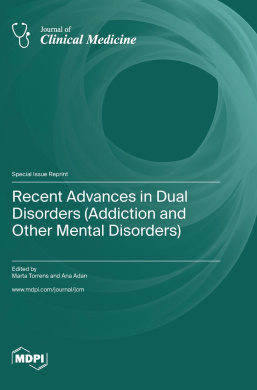 Journal of
Clinical Medicine
Special Issue Reprint
Recent Advances in Dual
Disorders (Addiction and
Other Mental Disorders)
Edited by
Marta Torrens and Ana Adan
www.mdpi.com/journal/jcm
MDPI